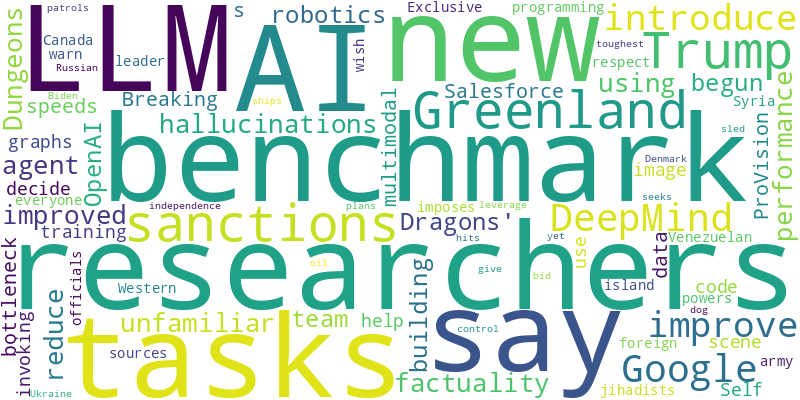 patrols
Canada
warn
Russian
leader
LLM
s
AI
robotics
wish
Exclusive
new
programming
introduce
toughest
Trump
respect
Dungeons
speeds
Biden
Breaking
ships
Salesforce
using
begun
Syria
hallucinations
multimodal
Greenland
performance
graphs
OpenAI
agent
decide
everyone
benchmark
Denmark
sled
image
ProVision
improved
training
independence
sanctions
plans
imposes
leverage
Dragons'
seeks
DeepMind
hits
yet
use
data
Venezuelan
bottleneck
officials
researchers
Western
oil
give
bid
island
code
powers
invoking
reduce
unfamiliar
team
help
building
control
say
foreign
improve
dog
scene
sources
tasks
factuality
Google
army
Ukraine
jihadists
Self